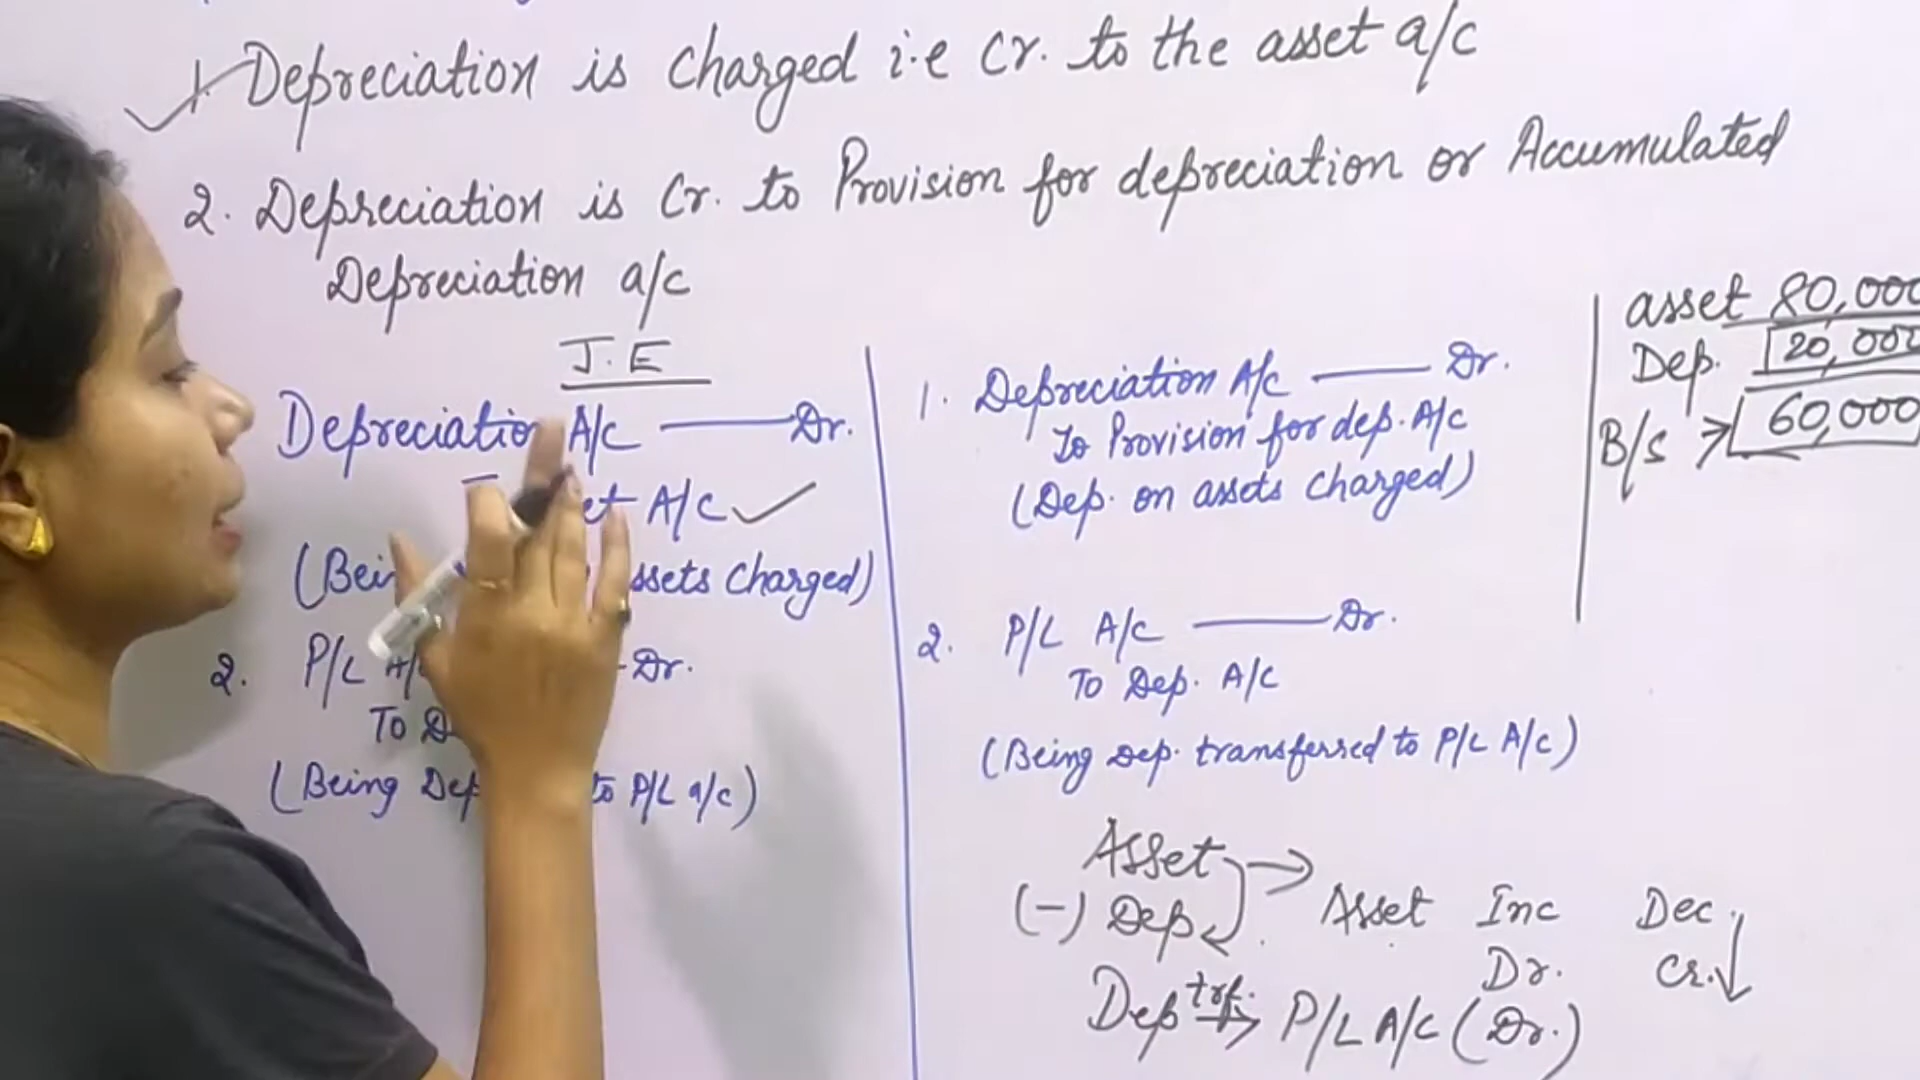 1. Depreciation is charged i.e Cr. to the asset a/c
2. Depreciation is Cr. to Provision for depreciation or Accumulated
Depreciation a/c
J.E
Depreciation A/c Dr.
A/C
(Being assets charged)
2. P/L A/c Dr.
To
(Being Dep to P/L a/c)
1. Depreciation A/c Dr.
To Provision for dep. A/c
(Dep. on assets charged)
2. P/L A/c Dr.
To Dep. A/C
(Being Dep. transferred to P/L A/c)
Asset →
(-) Dep
Asset Inc Dec.
Dr. Cr. ↓
Dep trf. → P/L A/C (Dr.)
asset 80,000
Dep. 20,000
B/S → 60,000